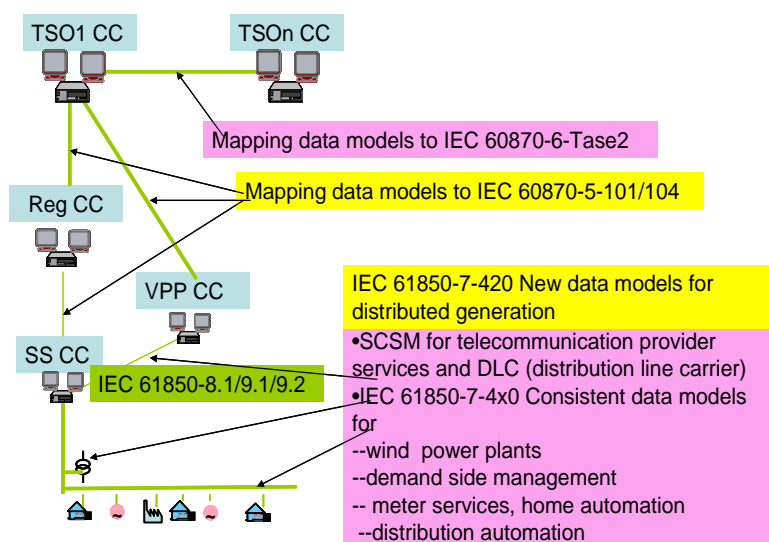 TSO1 CC
TSOn CC
Mapping data models to IEC 60870-6-Tase2
Mapping data models to IEC 60870-5-101/104
Reg CC
VPP CC
SS CC
IEC 61850-8.1/9.1/9.2
IEC 61850-7-420 New data models for
distributed generation
•SCSM for telecommunication provider
services and DLC (distribution line carrier)
•IEC 61850-7-4x0 Consistent data models
for
--wind power plants
--demand side management
-- meter services, home automation
--distribution automation
~
~